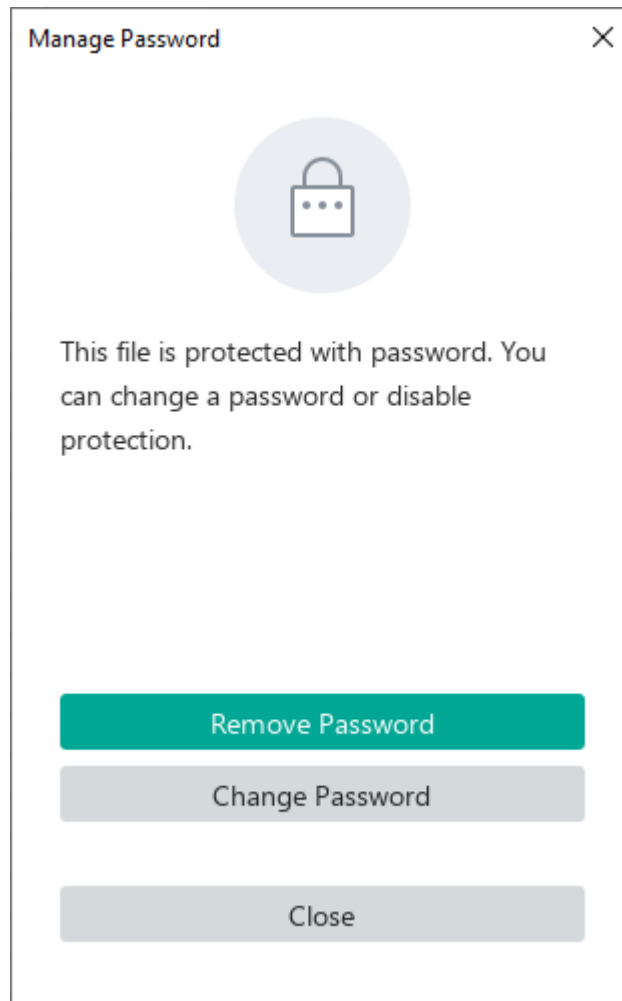 Manage Password
This file is protected with password. You
can change a password or disable
protection.
Remove Password
Change Password
Close